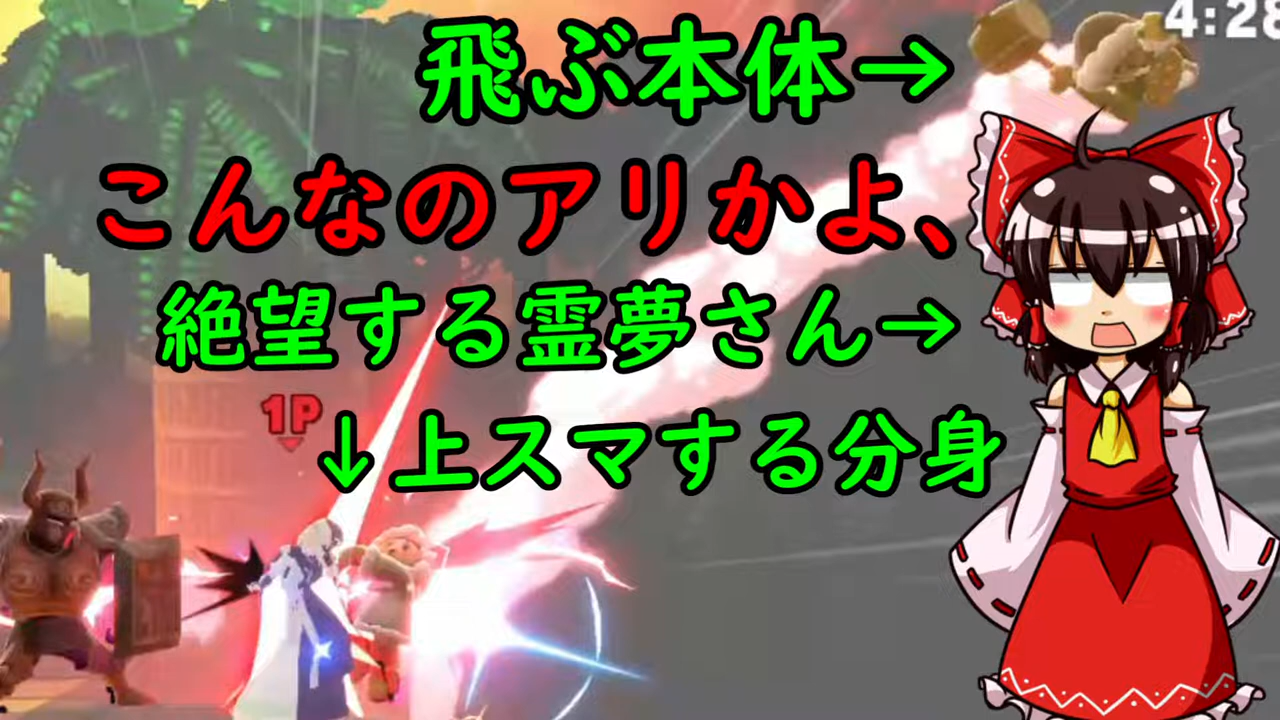 4:28
飛ぶ本体→
こんなのアリかよ、
絶望する霊夢さん→
1P
↓上スマする分身